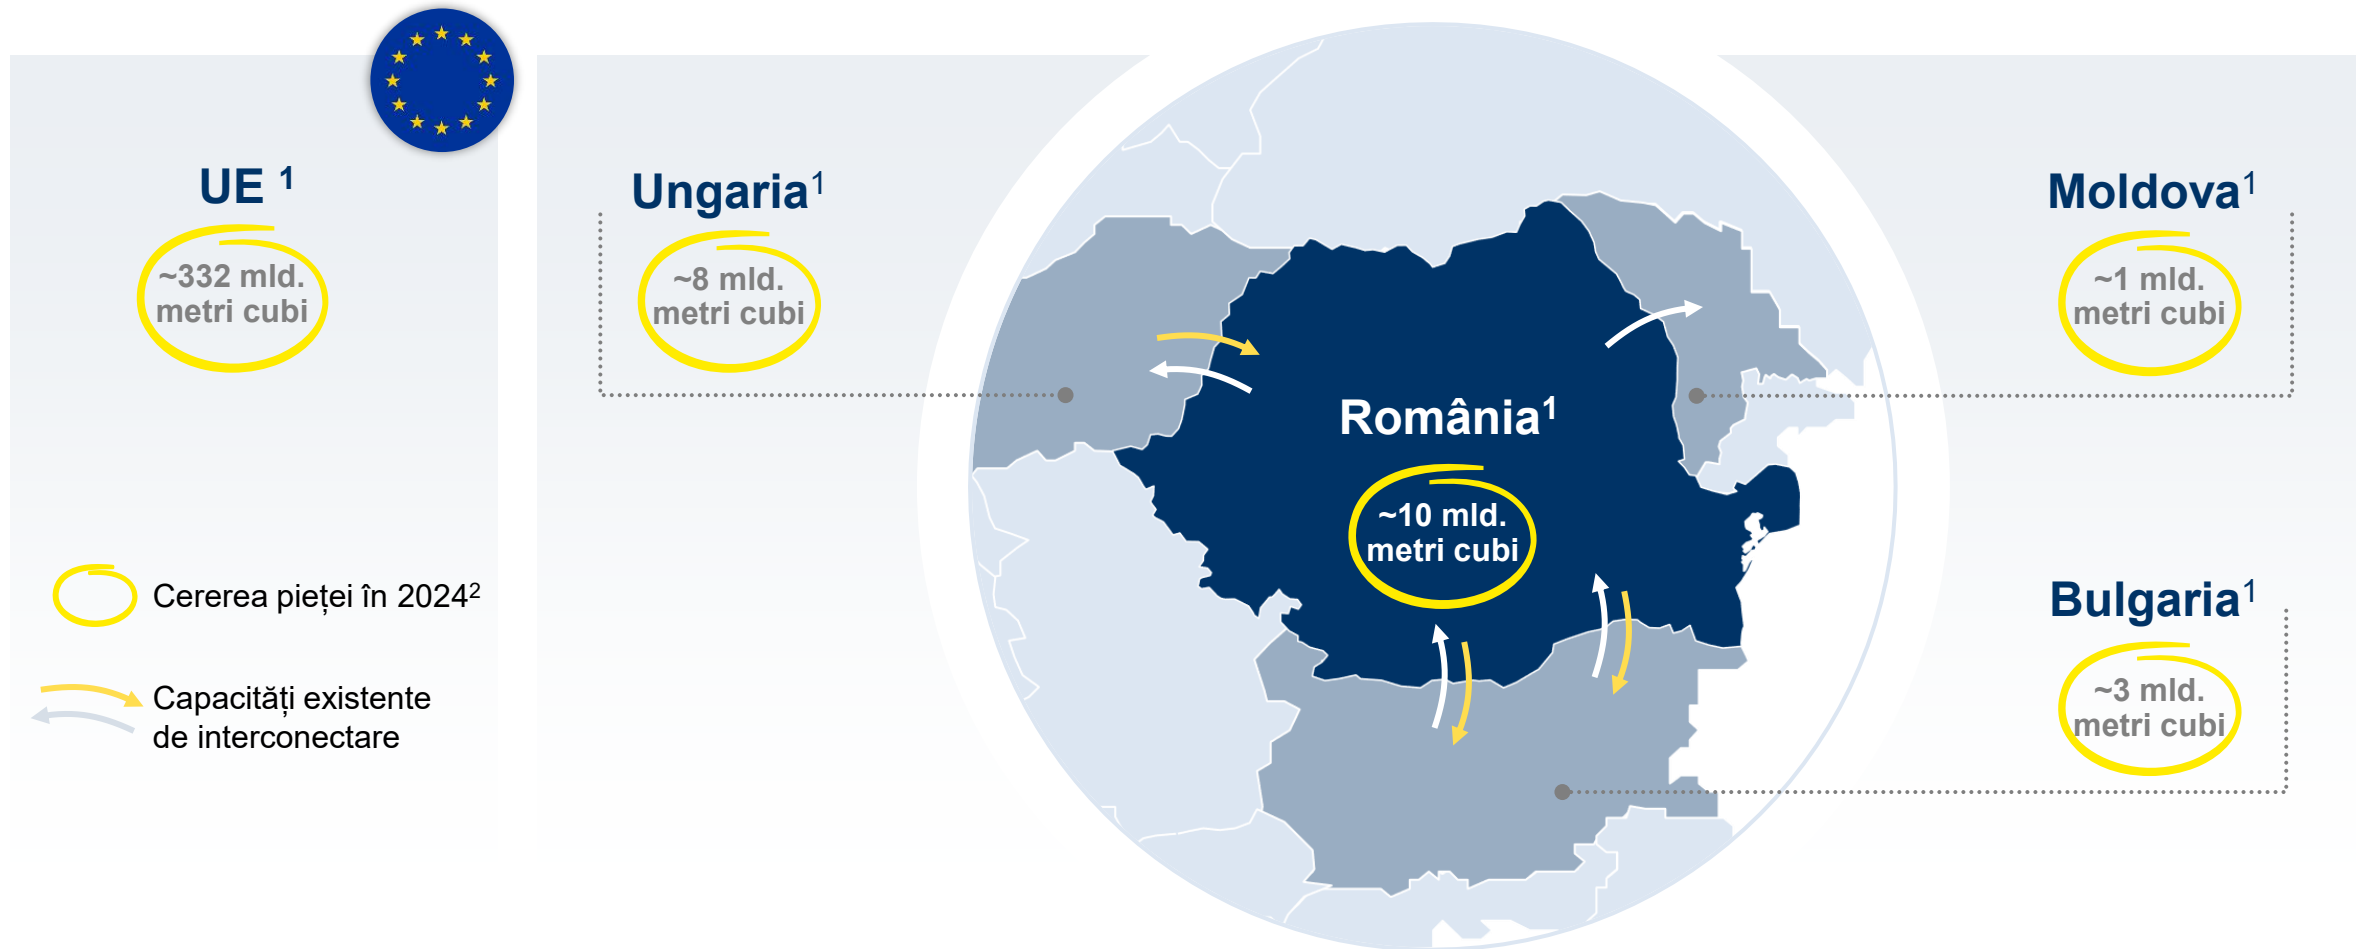 UE ¹
~332 mld.
metri cubi
Cererea pieței în 2024²
Capacități existente
de interconectare
Ungaria¹
~8 mld.
metri cubi
România¹
~10 mld.
metri cubi
Moldova¹
~1 mld.
metri cubi
Bulgaria¹
~3 mld.
metri cubi